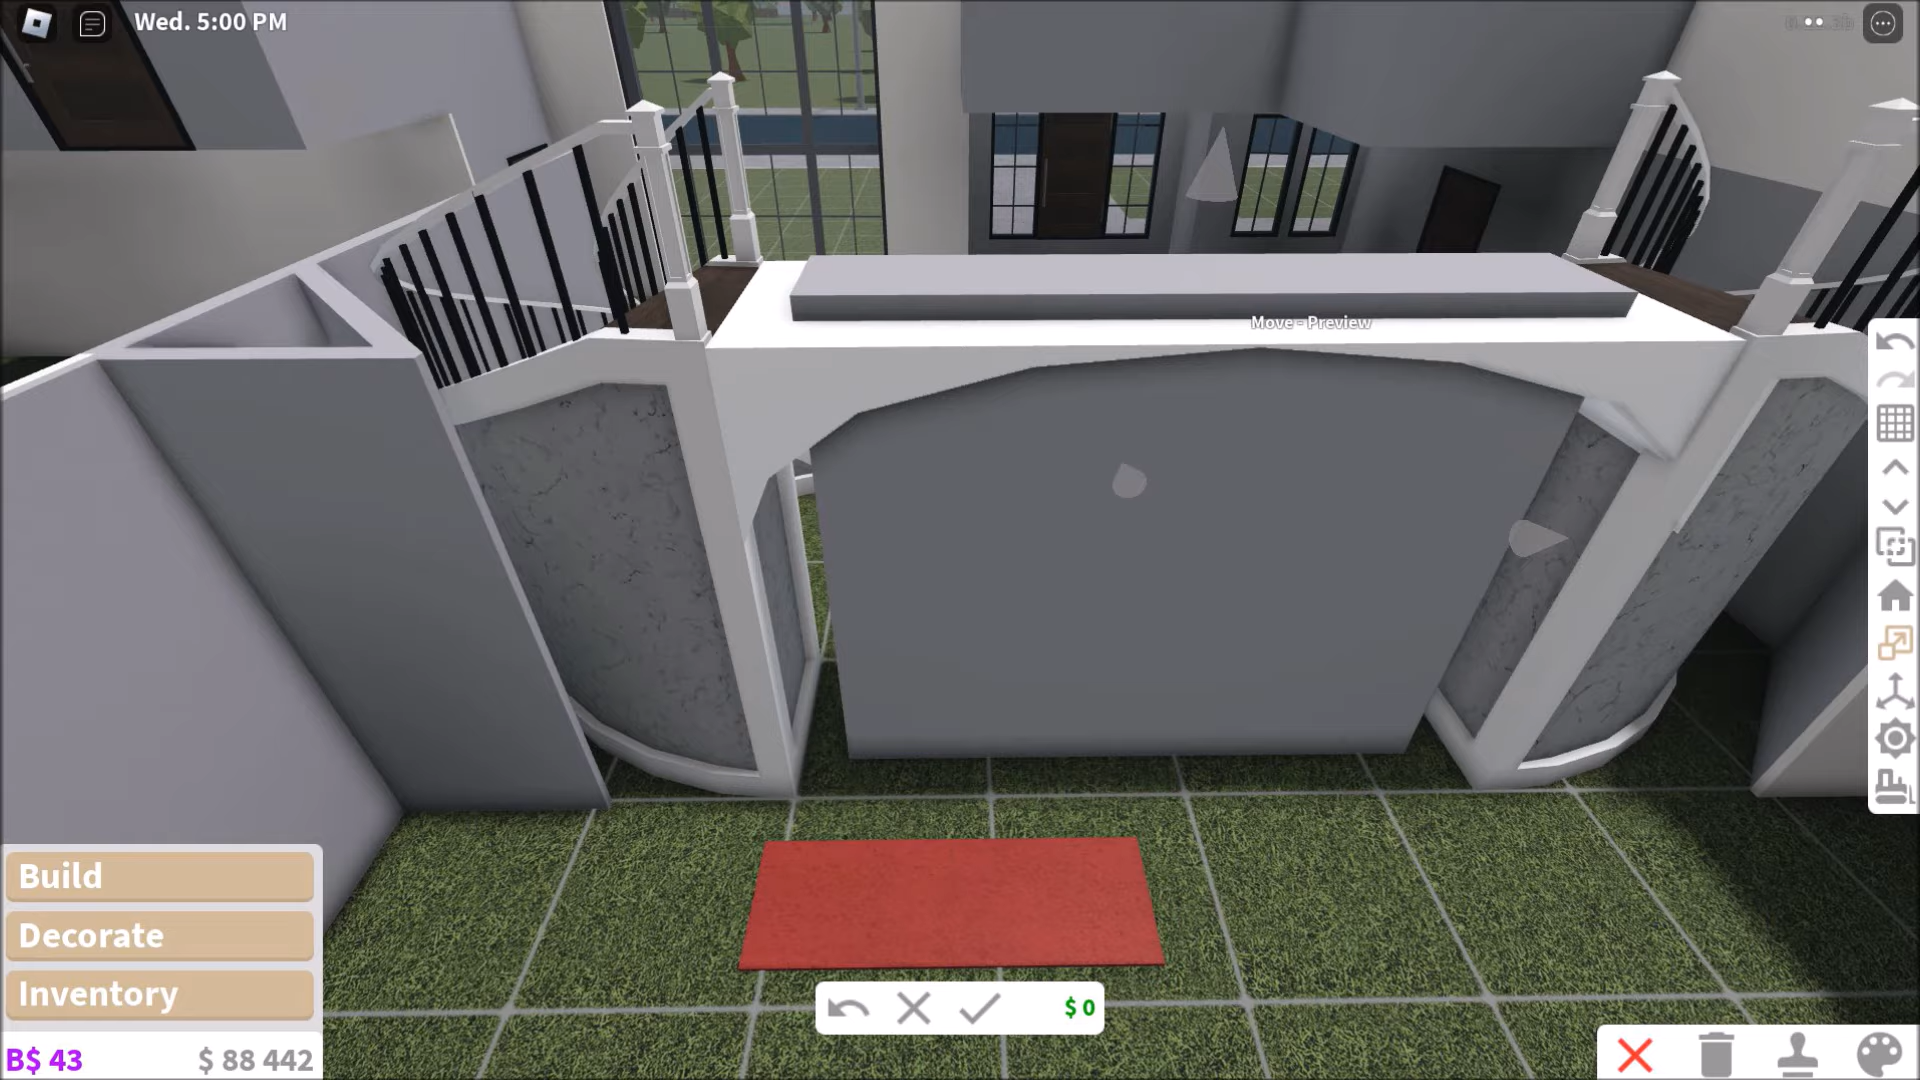 Wed. 5:00 PM
Move - Preview
Build
Decorate
Inventory
$ 0
B$ 43
$ 88 442